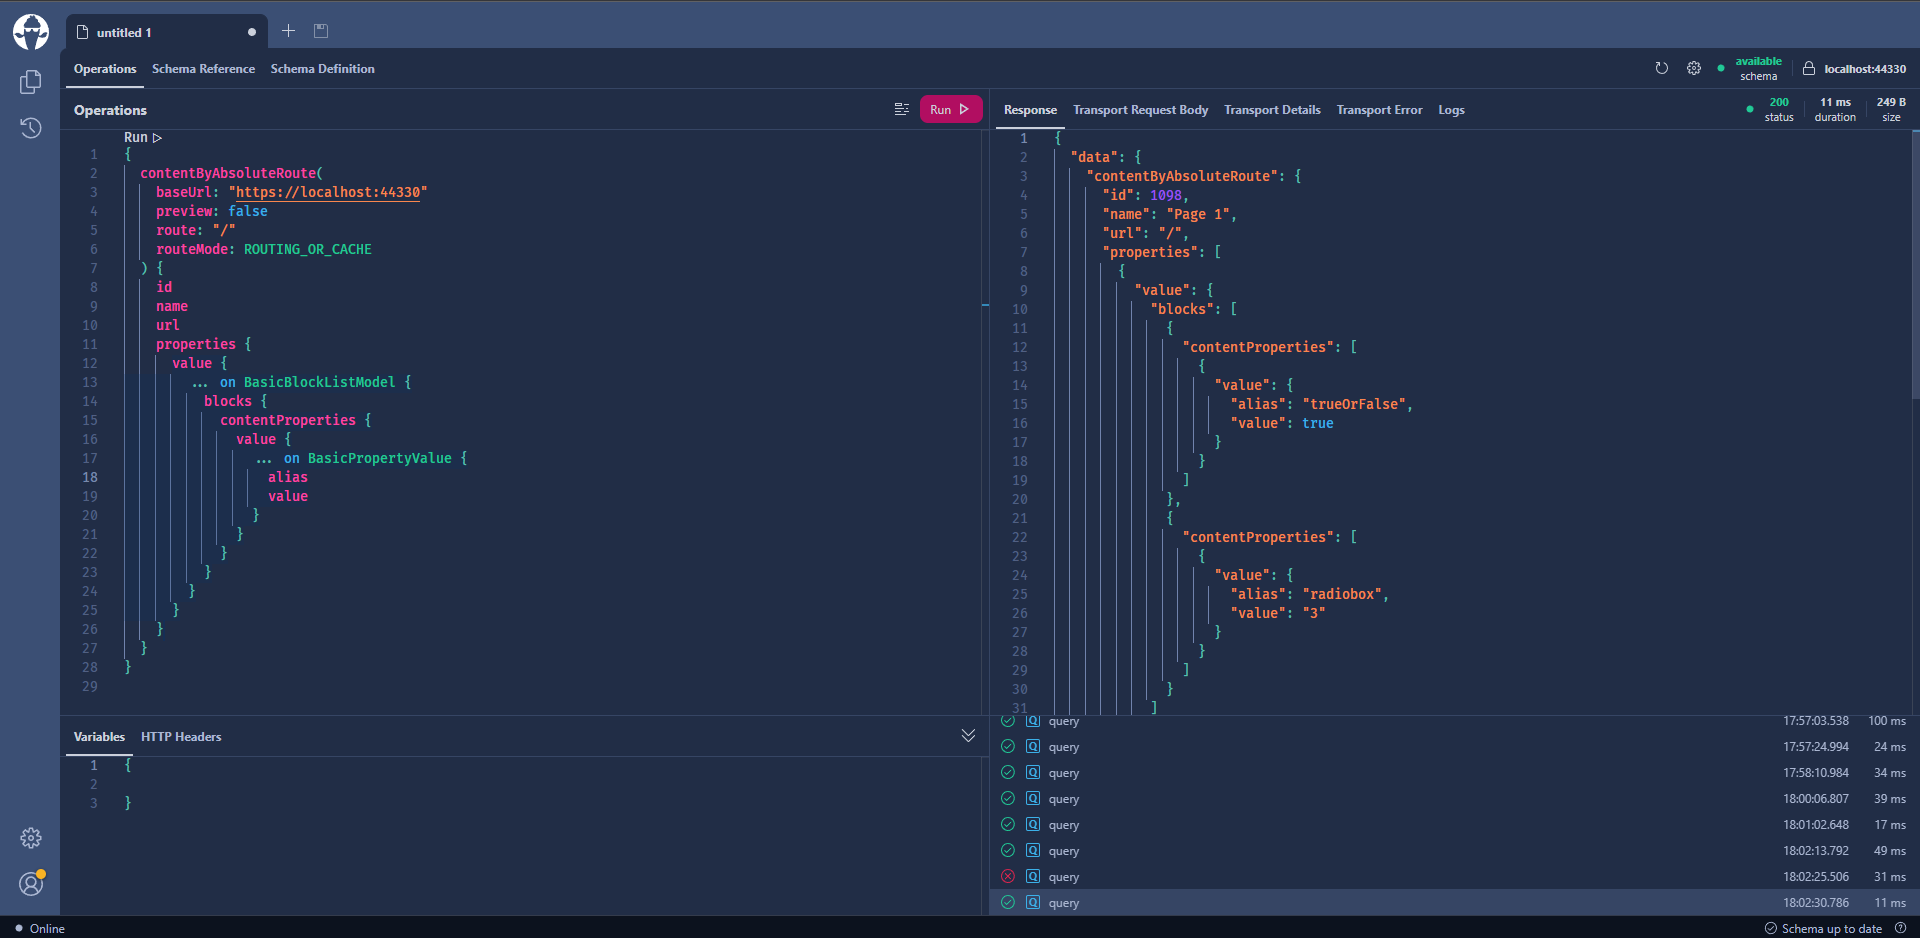 untitled 1
Operations Schema Reference Schema Definition
available
schema
localhost:44330
Operations
Run
Run ▷
1 {
2 contentByAbsoluteRoute(
3 baseUrl: "https://localhost:44330"
4 preview: false
5 route: "/"
6 routeMode: ROUTING_OR_CACHE
7 ) {
8 id
9 name
10 url
11 properties {
12 value {
13 ... on BasicBlockListModel {
14 blocks {
15 contentProperties {
16 value {
17 ... on BasicPropertyValue {
18 alias
19 value
20 }
21 }
22 }
23 }
24 }
25 }
26 }
27 }
28 }
29
Variables HTTP Headers
1 {
2
3 }
Response Transport Request Body Transport Details Transport Error Logs
200 11 ms 249 B
status duration size
1 {
2 "data": {
3 "contentByAbsoluteRoute": {
4 "id": 1098,
5 "name": "Page 1",
6 "url": "/",
7 "properties": [
8 {
9 "value": {
10 "blocks": [
11 {
12 "contentProperties": [
13 {
14 "value": {
15 "alias": "trueOrFalse",
16 "value": true
17 }
18 }
19 ]
20 },
21 {
22 "contentProperties": [
23 {
24 "value": {
25 "alias": "radiobox",
26 "value": "3"
27 }
28 }
29 ]
30 }
31 ]
Q query 17:57:03.538 100 ms
Q query 17:57:24.994 24 ms
Q query 17:58:10.984 34 ms
Q query 18:00:06.807 39 ms
Q query 18:01:02.648 17 ms
Q query 18:02:13.792 49 ms
Q query 18:02:25.506 31 ms
Q query 18:02:30.786 11 ms
Online
Schema up to date